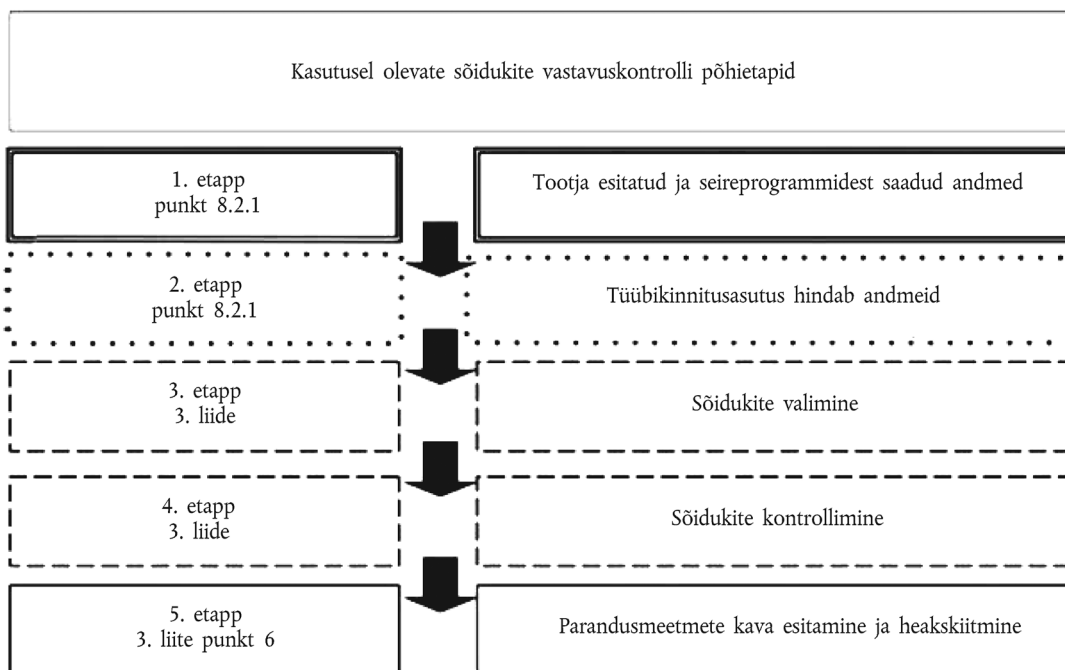 Kasutusel olevate sõidukite vastavuskontrolli põhietapid
1. etapp
punkt 8.2.1
Tootja esitatud ja seireprogrammidest saadud andmed
2. etapp
punkt 8.2.1
Tüübikinnitusasutus hindab andmeid
3. etapp
3. liide
Sõidukite valimine
4. etapp
3. liide
Sõidukite kontrollimine
5. etapp
3. liite punkt 6
Parandusmeetmete kava esitamine ja heakskiitmine